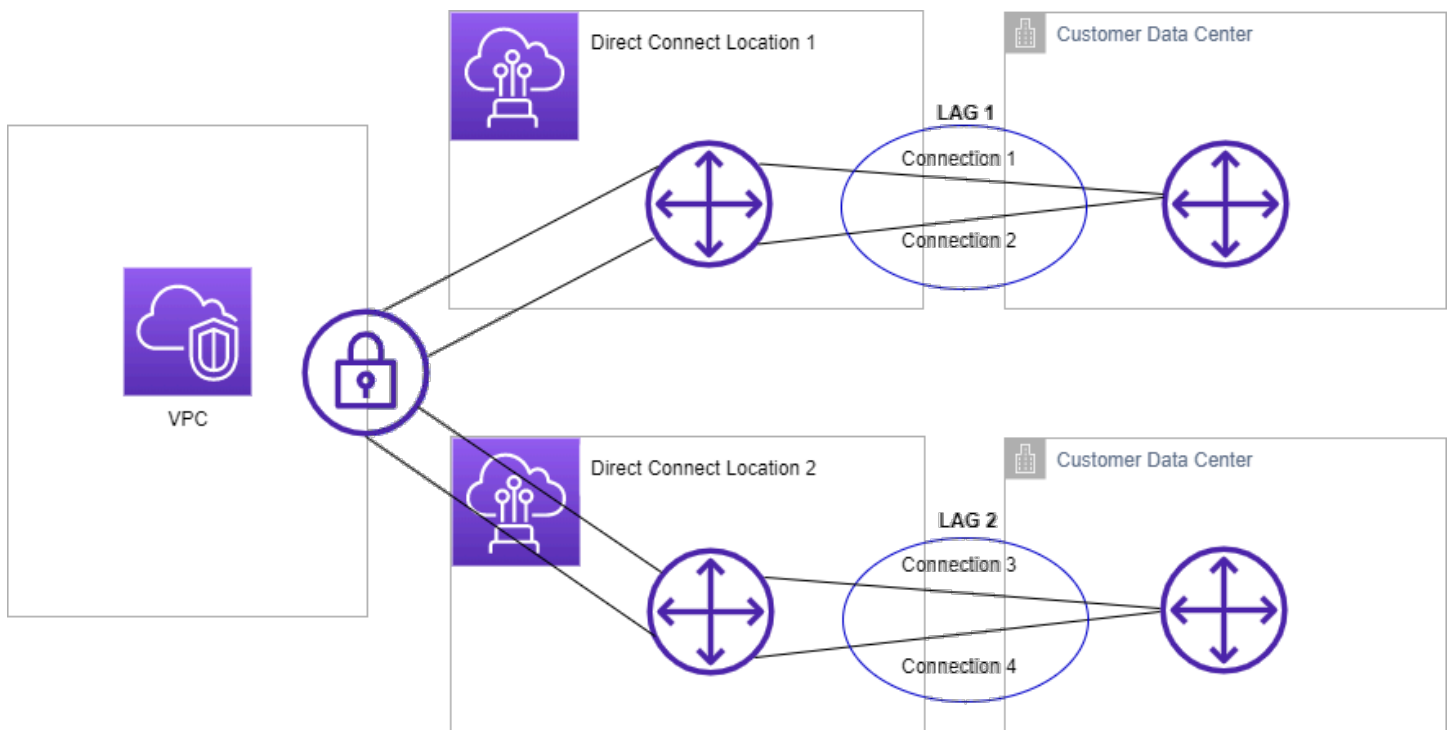 Direct Connect Location 1
Customer Data Center
LAG 1
Connection 1
Connection 2
VPC
Direct Connect Location 2
Customer Data Center
LAG 2
Connection 3
Connection 4